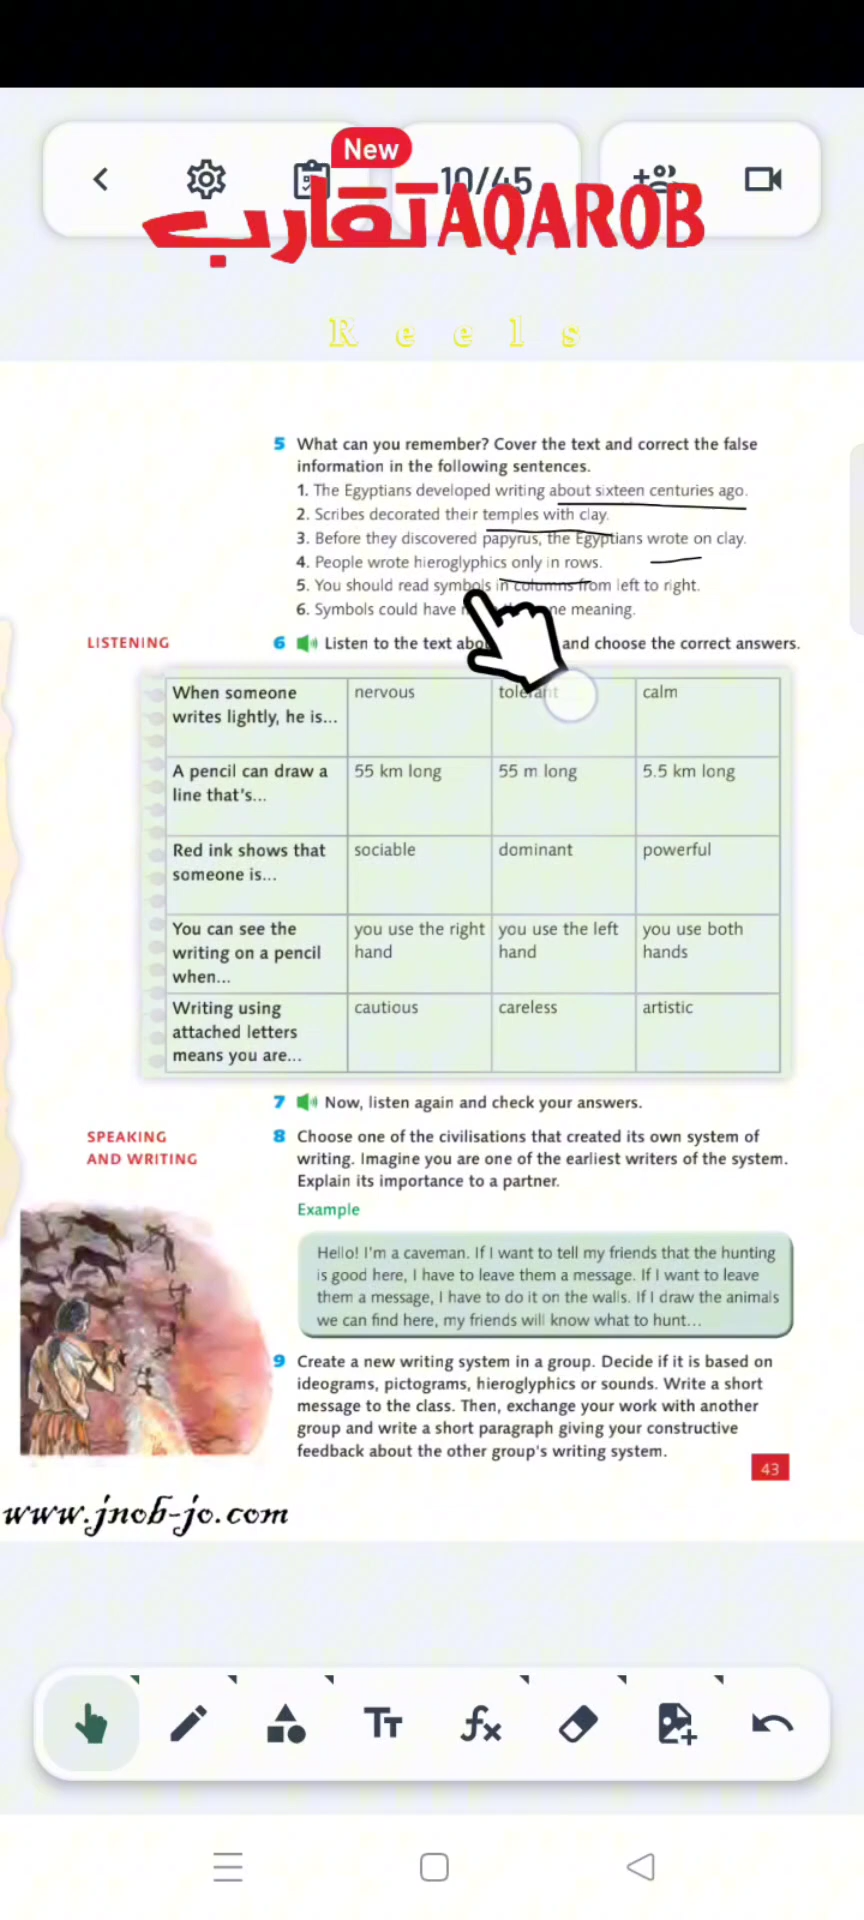 New
10/45
تقارب AQAROB
Reels
5 What can you remember? Cover the text and correct the false
information in the following sentences.
1. The Egyptians developed writing about sixteen centuries ago.
2. Scribes decorated their temples with clay.
3. Before they discovered papyrus, the Egyptians wrote on clay.
4. People wrote hieroglyphics only in rows.
5. You should read symbols in columns from left to right.
6. Symbols could have meaning.
LISTENING
6 Listen to the text and choose the correct answers.
When someone writes lightly, he is... nervous tolerant calm
A pencil can draw a line that's... 55 km long 55 m long 5.5 km long
Red ink shows that someone is... sociable dominant powerful
You can see the writing on a pencil when... you use the right hand you use the left hand you use both hands
Writing using attached letters means you are... cautious careless artistic
7 Now, listen again and check your answers.
SPEAKING
AND WRITING
8 Choose one of the civilisations that created its own system of
writing. Imagine you are one of the earliest writers of the system.
Explain its importance to a partner.
Example
Hello! I'm a caveman. If I want to tell my friends that the hunting
is good here, I have to leave them a message. If I want to leave
them a message, I have to do it on the walls. If I draw the animals
we can find here, my friends will know what to hunt...
9 Create a new writing system in a group. Decide if it is based on
ideograms, pictograms, hieroglyphics or sounds. Write a short
message to the class. Then, exchange your work with another
group and write a short paragraph giving your constructive
feedback about the other group's writing system.
43
www.jnob-jo.com
TT
fx